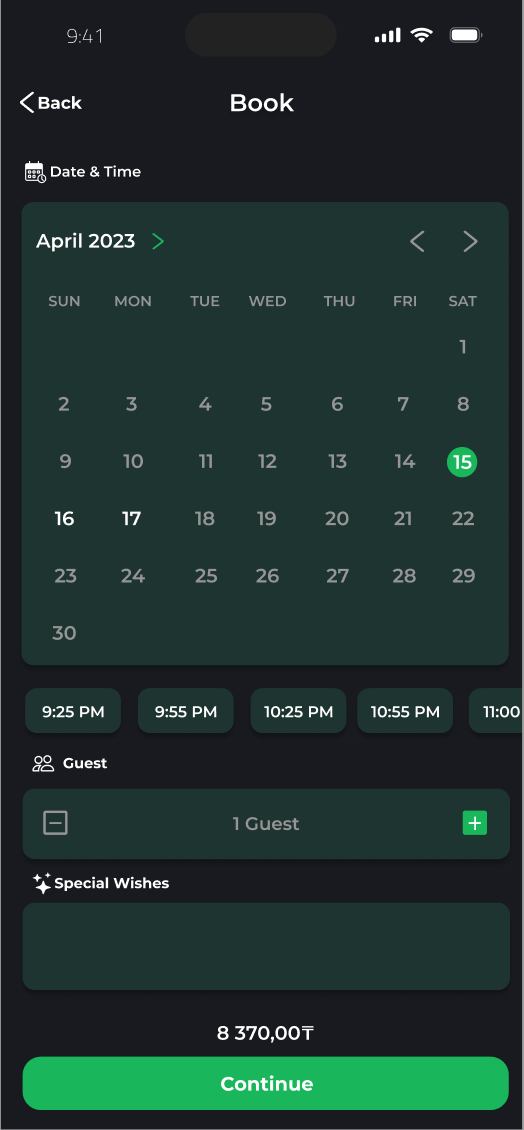 9:41
Back
Book
Date & Time
April 2023
SUN MON TUE WED THU FRI SAT
1
2 3 4 5 6 7 8
9 10 11 12 13 14 15
16 17 18 19 20 21 22
23 24 25 26 27 28 29
30
9:25 PM 9:55 PM 10:25 PM 10:55 PM 11:00
Guest
1 Guest
Special Wishes
8 370,00₸
Continue